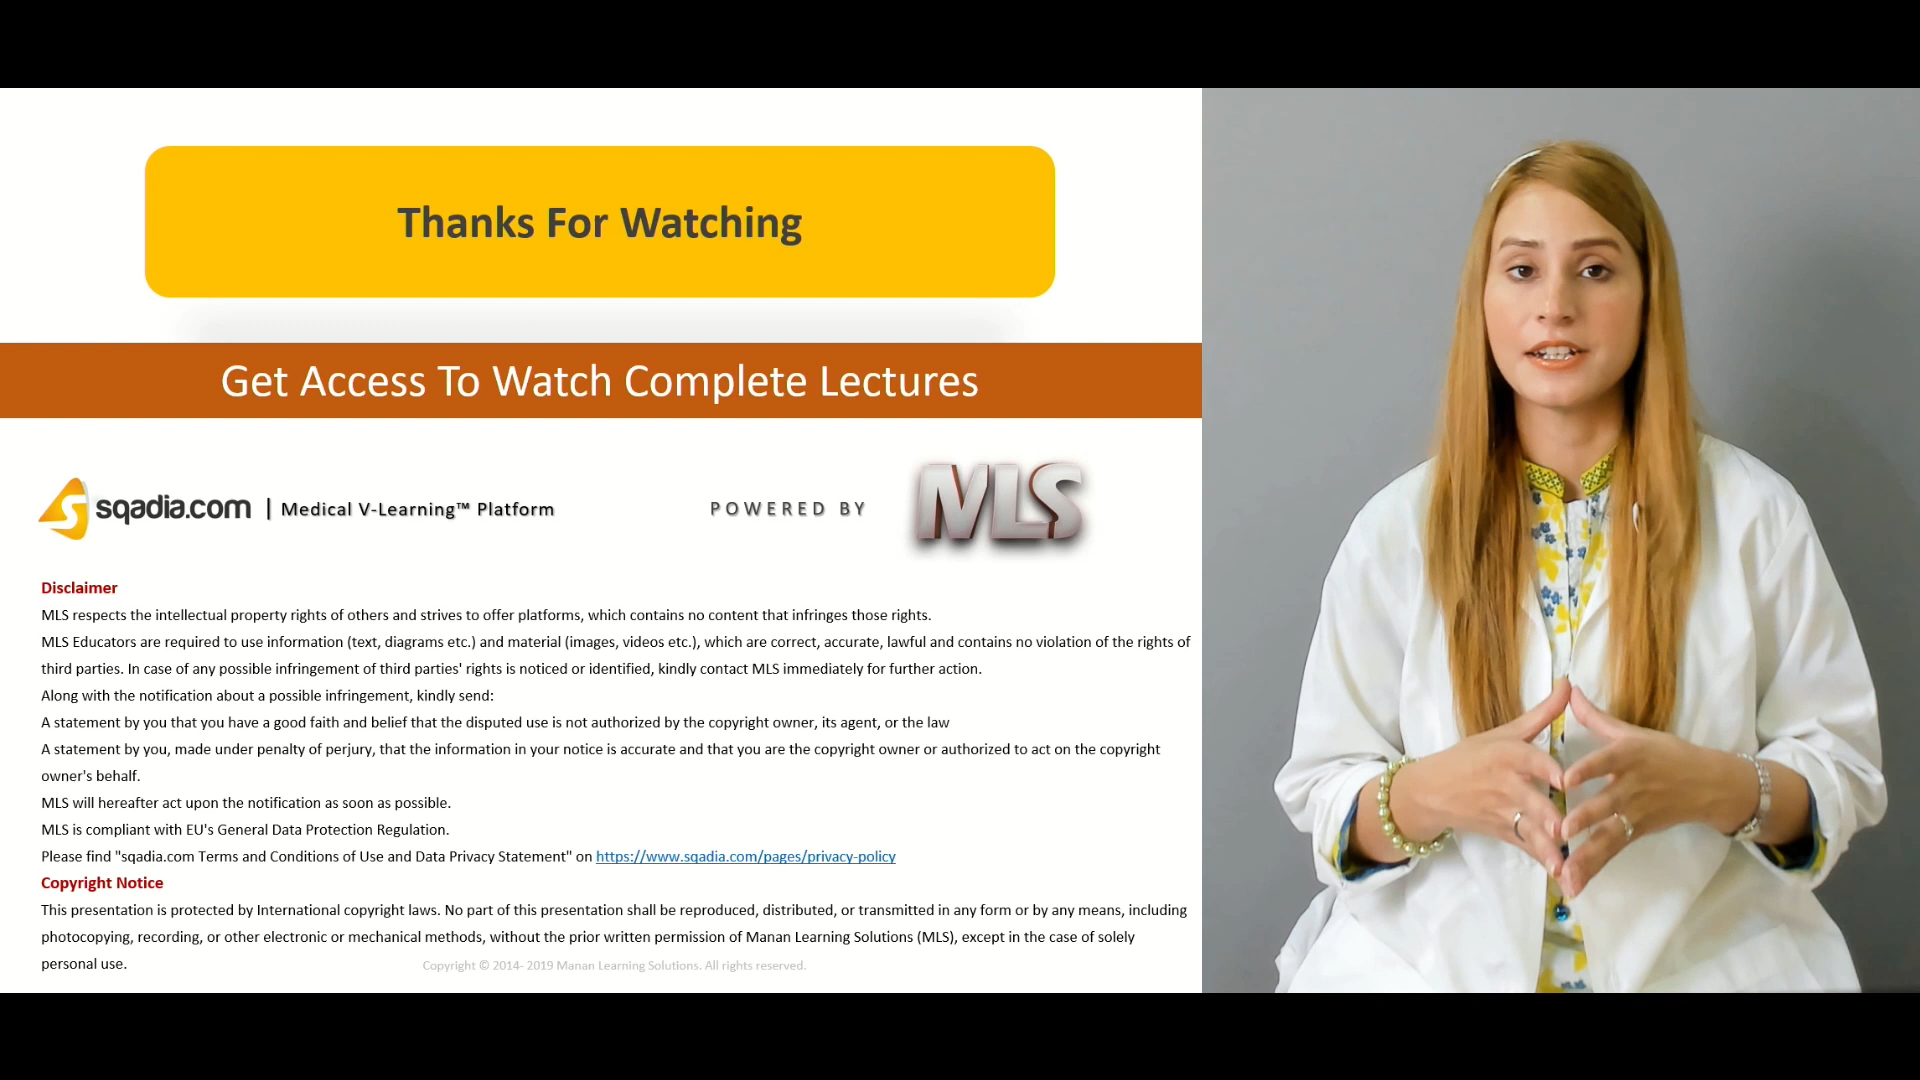 Thanks For Watching
Get Access To Watch Complete Lectures
sqadia.com | Medical V-Learning™ Platform
POWERED BY MLS
Disclaimer
MLS respects the intellectual property rights of others and strives to offer platforms, which contains no content that infringes those rights.
MLS Educators are required to use information (text, diagrams etc.) and material (images, videos etc.), which are correct, accurate, lawful and contains no violation of the rights of
third parties. In case of any possible infringement of third parties' rights is noticed or identified, kindly contact MLS immediately for further action.
Along with the notification about a possible infringement, kindly send:
A statement by you that you have a good faith and belief that the disputed use is not authorized by the copyright owner, its agent, or the law
A statement by you, made under penalty of perjury, that the information in your notice is accurate and that you are the copyright owner or authorized to act on the copyright
owner's behalf.
MLS will hereafter act upon the notification as soon as possible.
MLS is compliant with EU's General Data Protection Regulation.
Please find "sqadia.com Terms and Conditions of Use and Data Privacy Statement" on https://www.sqadia.com/pages/privacy-policy
Copyright Notice
This presentation is protected by International copyright laws. No part of this presentation shall be reproduced, distributed, or transmitted in any form or by any means, including
photocopying, recording, or other electronic or mechanical methods, without the prior written permission of Manan Learning Solutions (MLS), except in the case of solely
personal use.
Copyright © 2014- 2019 Manan Learning Solutions. All rights reserved.